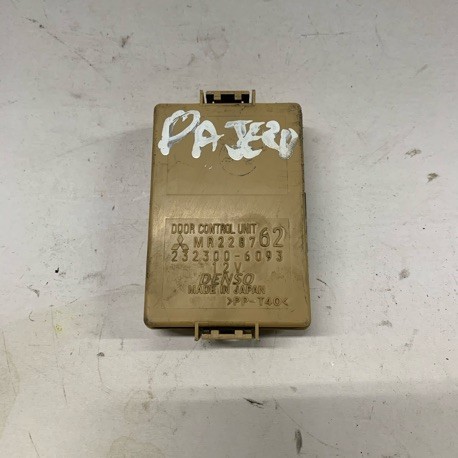 PAJERO
DOOR CONTROL UNIT
MR228762
232300-6093
12V
DENSO
MADE IN JAPAN
>PP-T40<